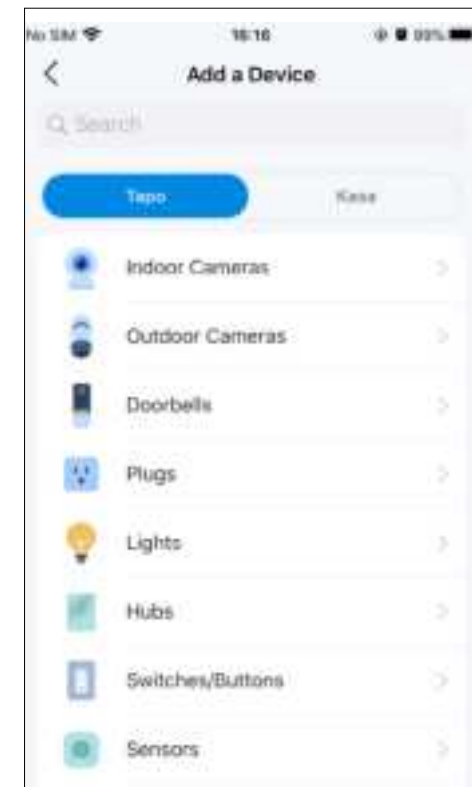 No SIM 16:16 99%
Add a Device
Search
Tapo Kasa
Indoor Cameras
Outdoor Cameras
Doorbells
Plugs
Lights
Hubs
Switches/Buttons
Sensors